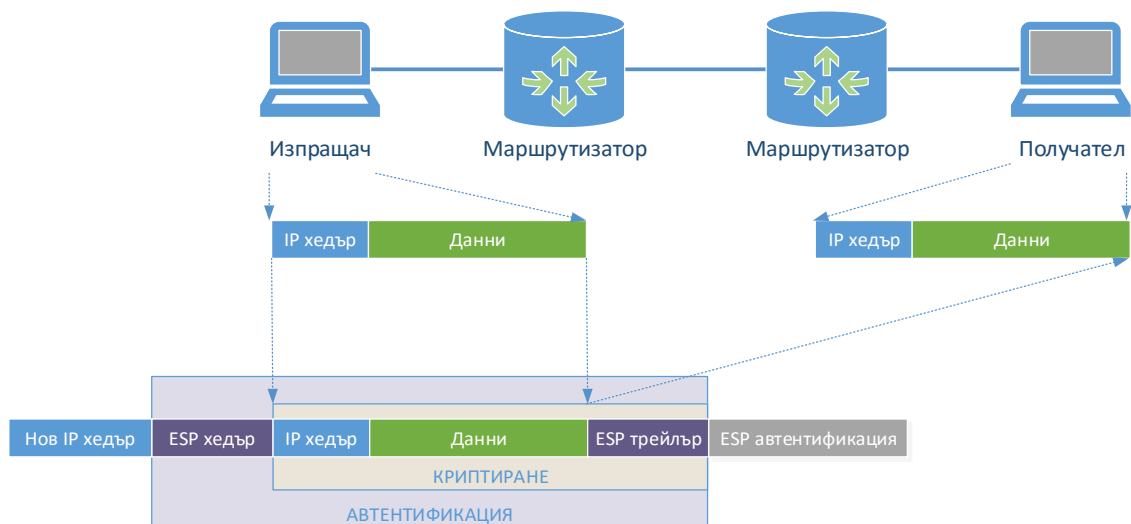 Изпращач
Маршрутизатор
Маршрутизатор
Получател
IP хедър
Данни
IP хедър
Данни
Нов IP хедър
ESP хедър
IP хедър
Данни
ESP трейлър
ESP автентификация
КРИПТИРАНЕ
АВТЕНТИФИКАЦИЯ